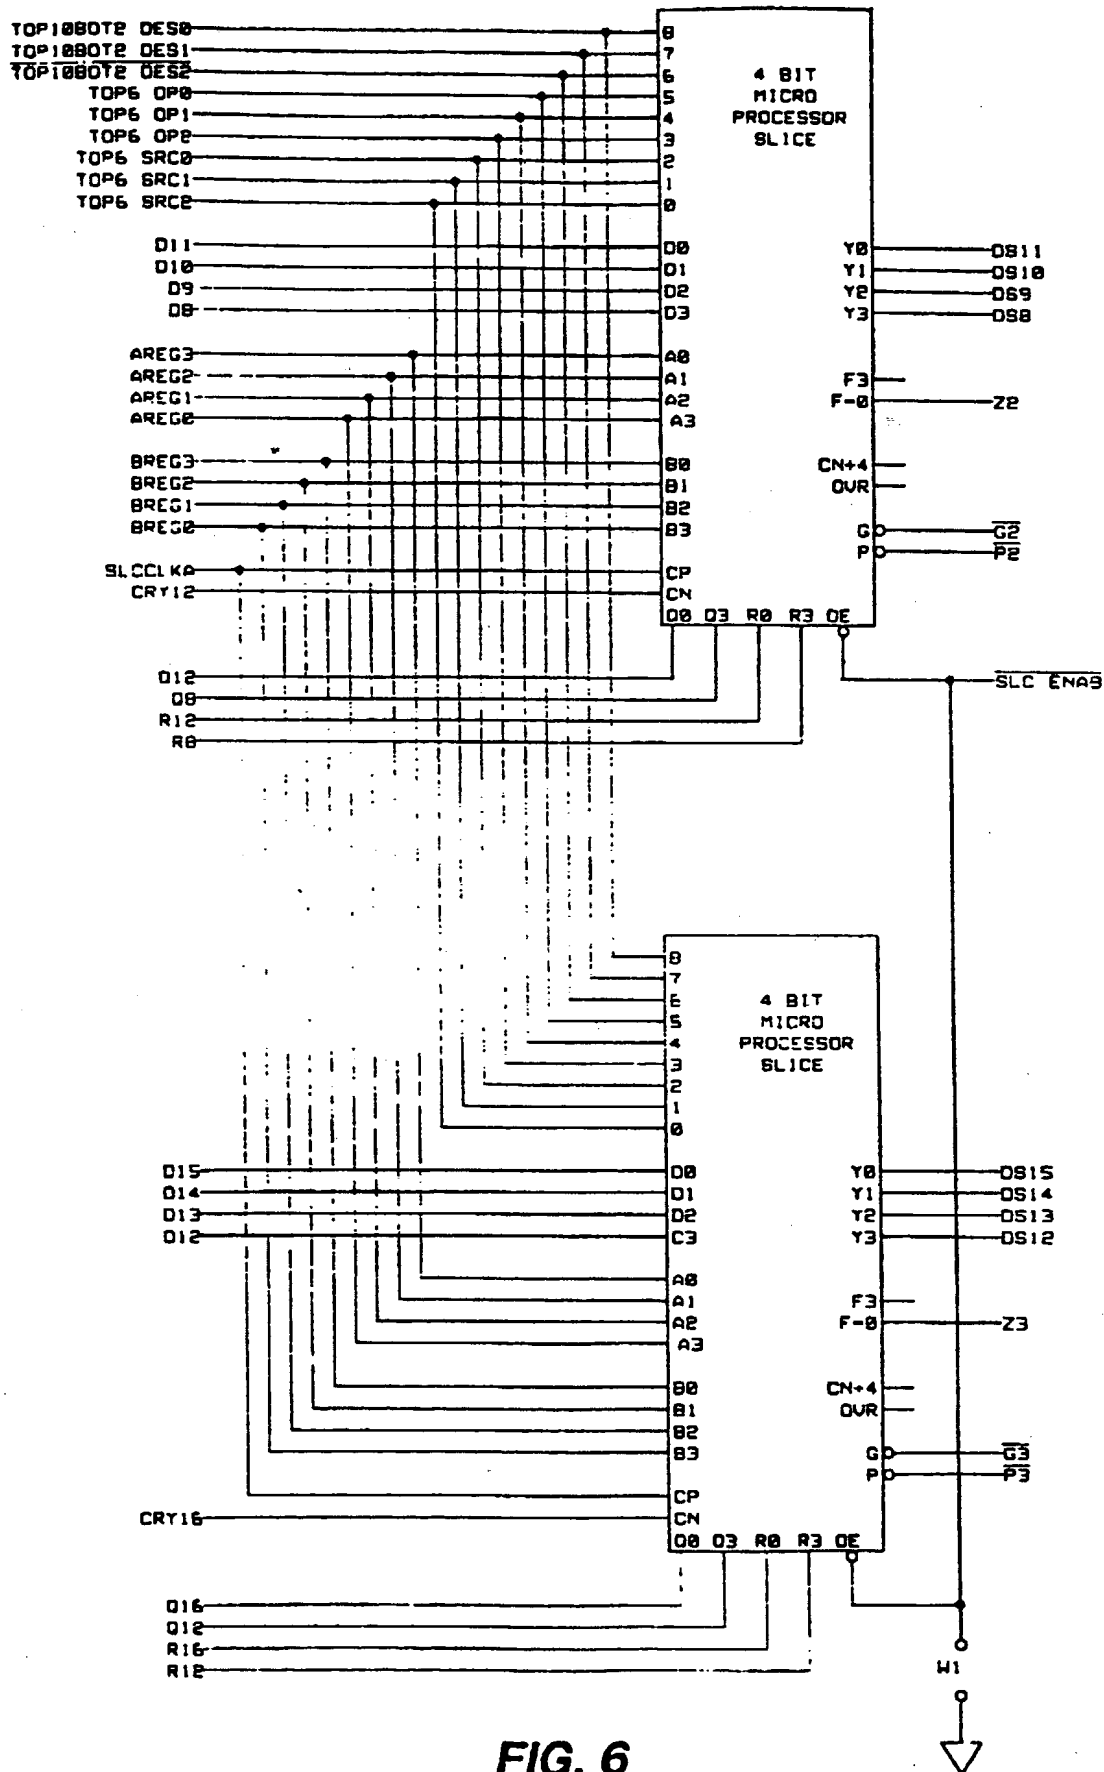 TOP10BOT2 DES0
TOP10BOT2 DES1
TOP10BOT2 DES2
TOP6 OP0
TOP6 OP1
TOP6 OP2
TOP6 SRC0
TOP6 SRC1
TOP6 SRC2
D11
D10
D9
D8
AREG3
AREG2
AREG1
AREG0
BREG3
BREG2
BREG1
BREG0
SLCCLKA
CRY12
Q12
Q8
R12
R8
8
7
6
5
4
3
2
1
0
D0
D1
D2
D3
A0
A1
A2
A3
B0
B1
B2
B3
CP
CN
Q0 Q3 R0 R3 OE
4 BIT
MICRO
PROCESSOR
SLICE
Y0
Y1
Y2
Y3
F3
F=0
CN+4
OVR
G
P
DS11
DS10
DS9
DS8
Z2
G2
P2
SLC ENAB
8
7
6
5
4
3
2
1
0
D0
D1
D2
C3
A0
A1
A2
A3
B0
B1
B2
B3
CP
CN
Q0 Q3 R0 R3 OE
4 BIT
MICRO
PROCESSOR
SLICE
Y0
Y1
Y2
Y3
F3
F=0
CN+4
OVR
G
P
D15
D14
D13
D12
CRY16
Q16
Q12
R16
R12
DS15
DS14
DS13
DS12
Z3
G3
P3
W1
FIG. 6